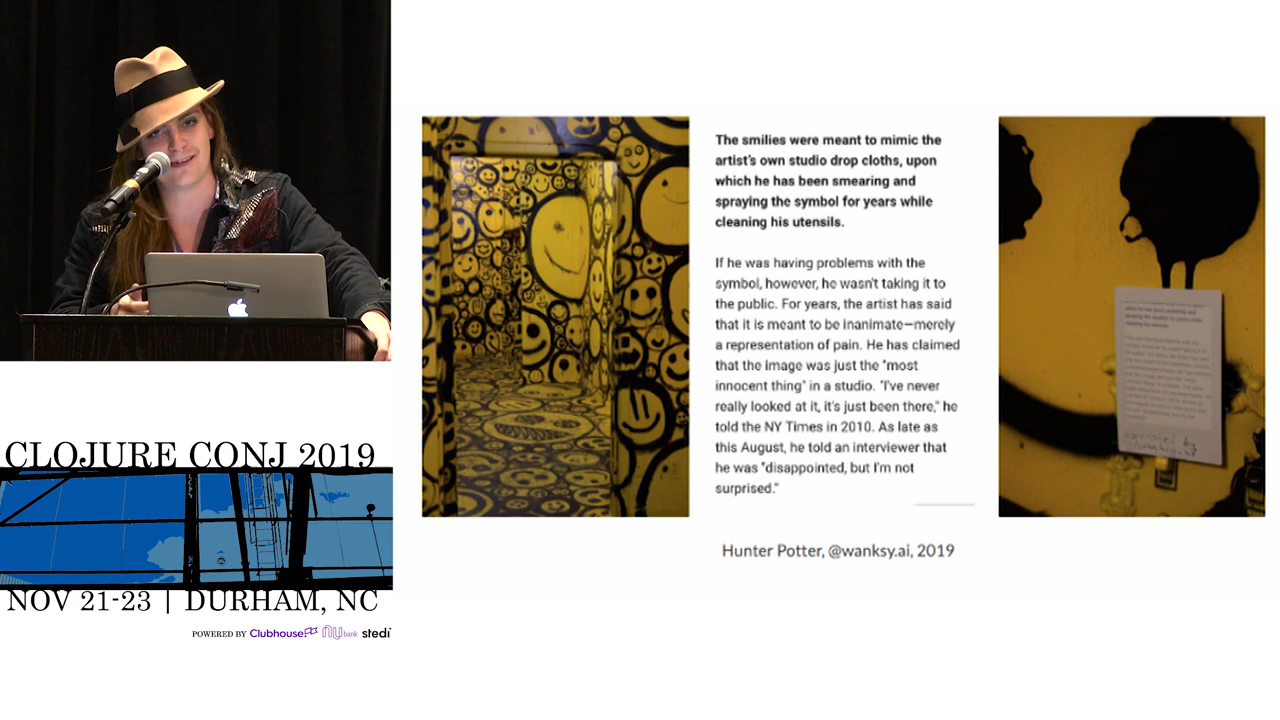 The smilies were meant to mimic the
artist's own studio drop cloths, upon
which he has been smearing and
spraying the symbol for years while
cleaning his utensils.
If he was having problems with the
symbol, however, he wasn't taking it to
the public. For years, the artist has said
that it is meant to be inanimate—merely
a representation of pain. He has claimed
that the image was just the "most
innocent thing" in a studio. "I've never
really looked at it, it's just been there," he
told the NY Times in 2010. As late as
this August, he told an interviewer that
he was "disappointed, but I'm not
surprised."
Hunter Potter, @wanksy.ai, 2019
CLOJURE CONJ 2019
NOV 21-23 | DURHAM, NC
POWERED BY Clubhouse nu bank stedi